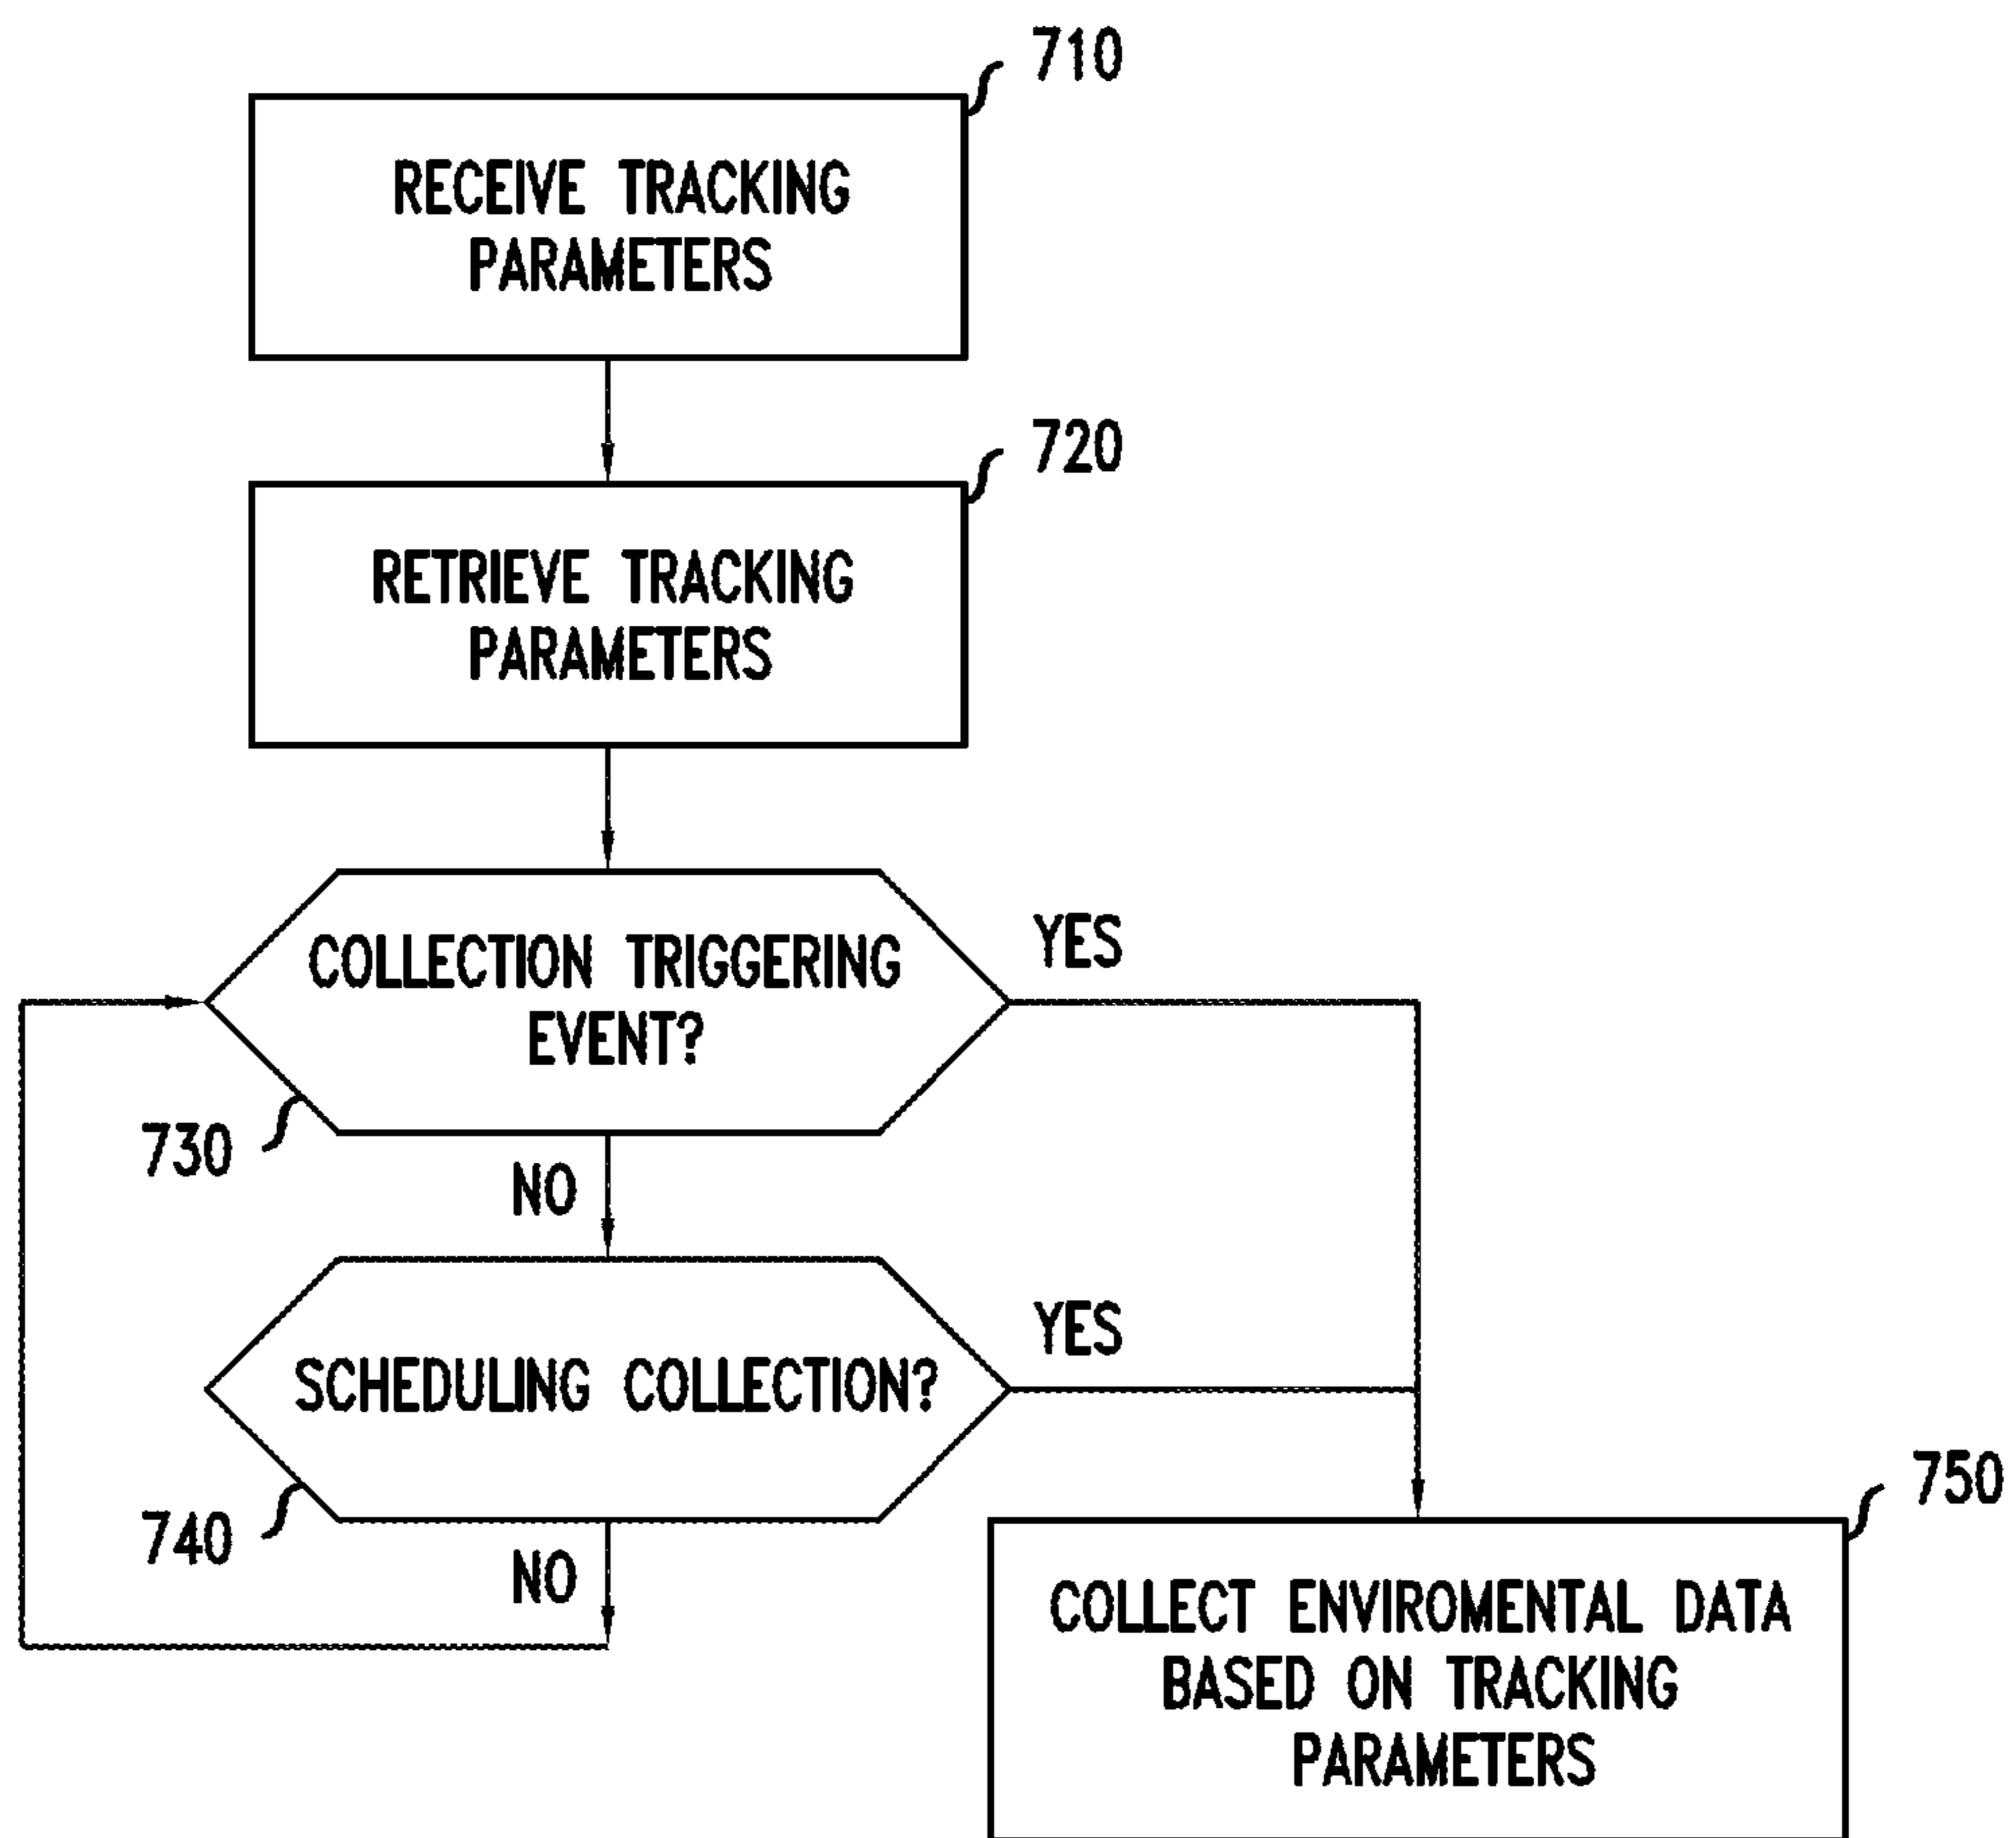 710
RECEIVE TRACKING
PARAMETERS
720
RETRIEVE TRACKING
PARAMETERS
COLLECTION TRIGGERING
EVENT?
YES
730
NO
SCHEDULING COLLECTION?
YES
740
NO
750
COLLECT ENVIROMENTAL DATA
BASED ON TRACKING
PARAMETERS